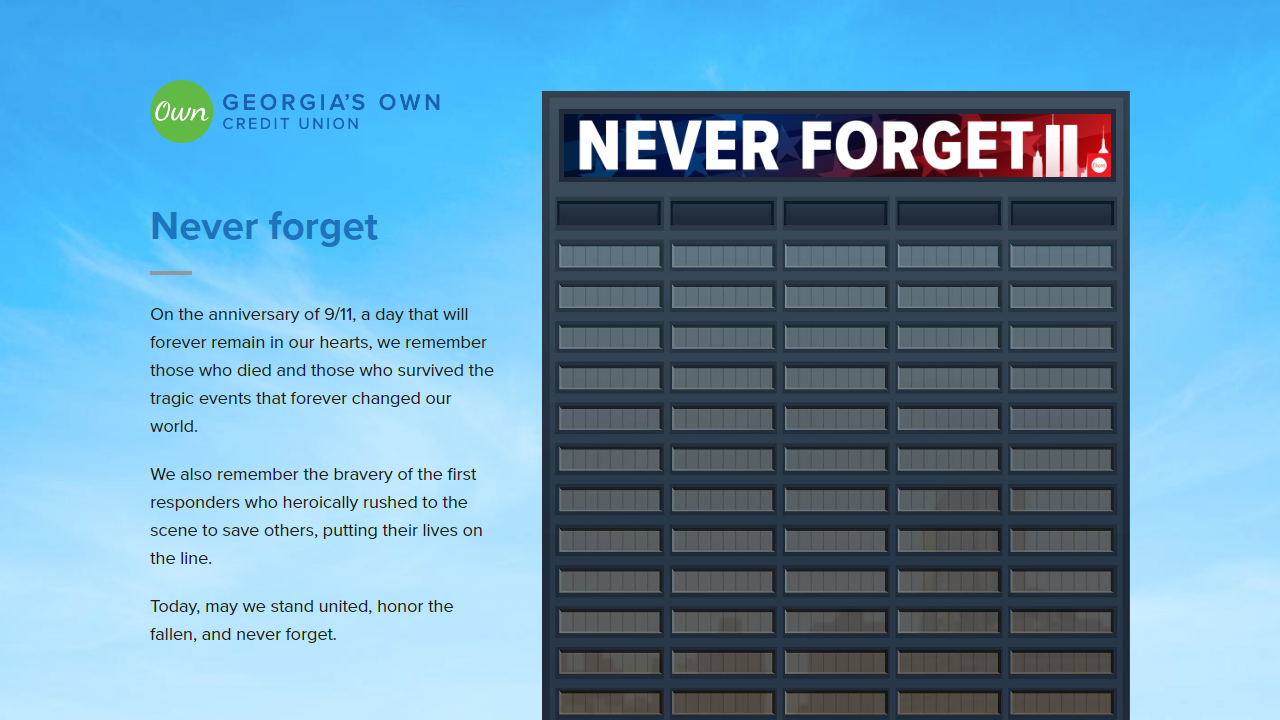 Own
GEORGIA'S OWN
CREDIT UNION
NEVER FORGET
Own
Never forget
On the anniversary of 9/11, a day that will
forever remain in our hearts, we remember
those who died and those who survived the
tragic events that forever changed our
world.
We also remember the bravery of the first
responders who heroically rushed to the
scene to save others, putting their lives on
the line.
Today, may we stand united, honor the
fallen, and never forget.